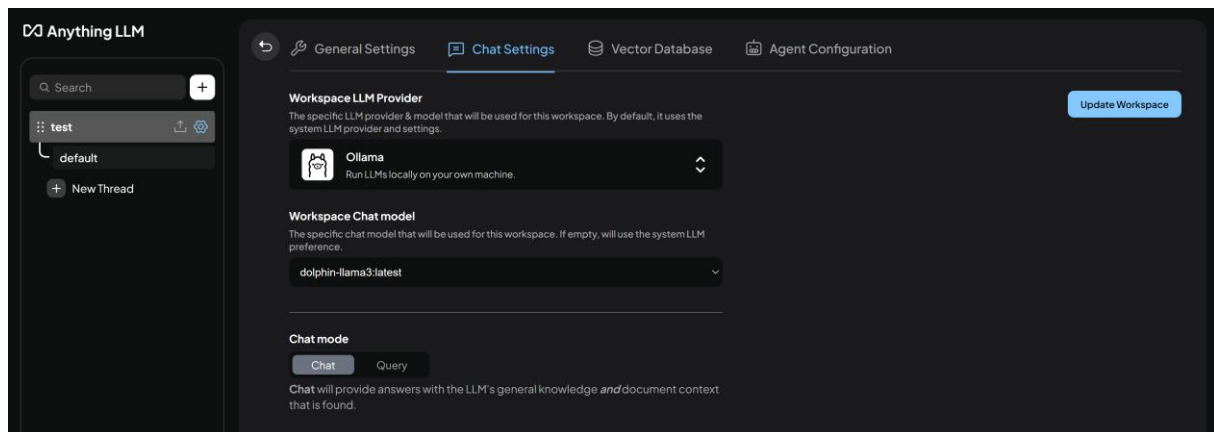 Anything LLM
Search
test
default
New Thread
General Settings
Chat Settings
Vector Database
Agent Configuration
Workspace LLM Provider
The specific LLM provider & model that will be used for this workspace. By default, it uses the
system LLM provider and settings.
Update Workspace
Ollama
Run LLMs locally on your own machine.
Workspace Chat model
The specific chat model that will be used for this workspace. If empty, will use the system LLM
preference.
dolphin-llama3:latest
Chat mode
Chat
Query
Chat will provide answers with the LLM's general knowledge and document context
that is found.